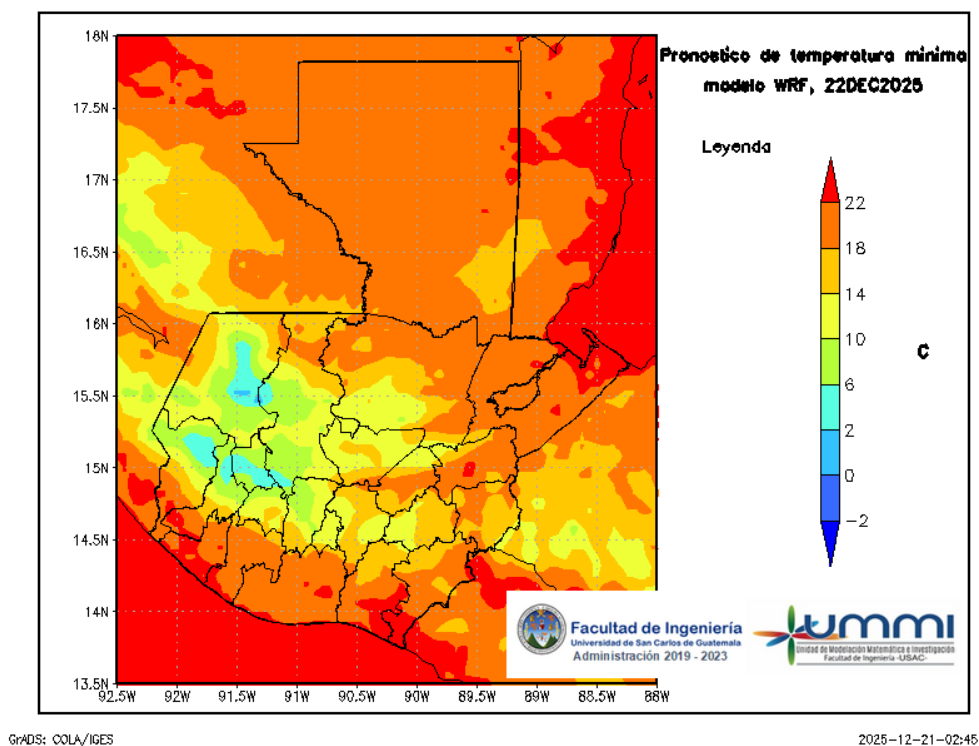 Pronostico de temperatura minima
modelo WRF, 22DEC2025
Leyenda
22
18
14
10
6
2
0
−2
C
18N
17.5N
17N
16.5N
16N
15.5N
15N
14.5N
14N
13.5N
92.5W
92W
91.5W
91W
90.5W
90W
89.5W
89W
88.5W
88W
Facultad de Ingeniería
Universidad de San Carlos de Guatemala
Administración 2019 - 2023
ummi
Unidad de Modelación Matemática e Investigación
Facultad de Ingeniería -USAC-
GrADS: COLA/IGES
2025-12-21-02:45